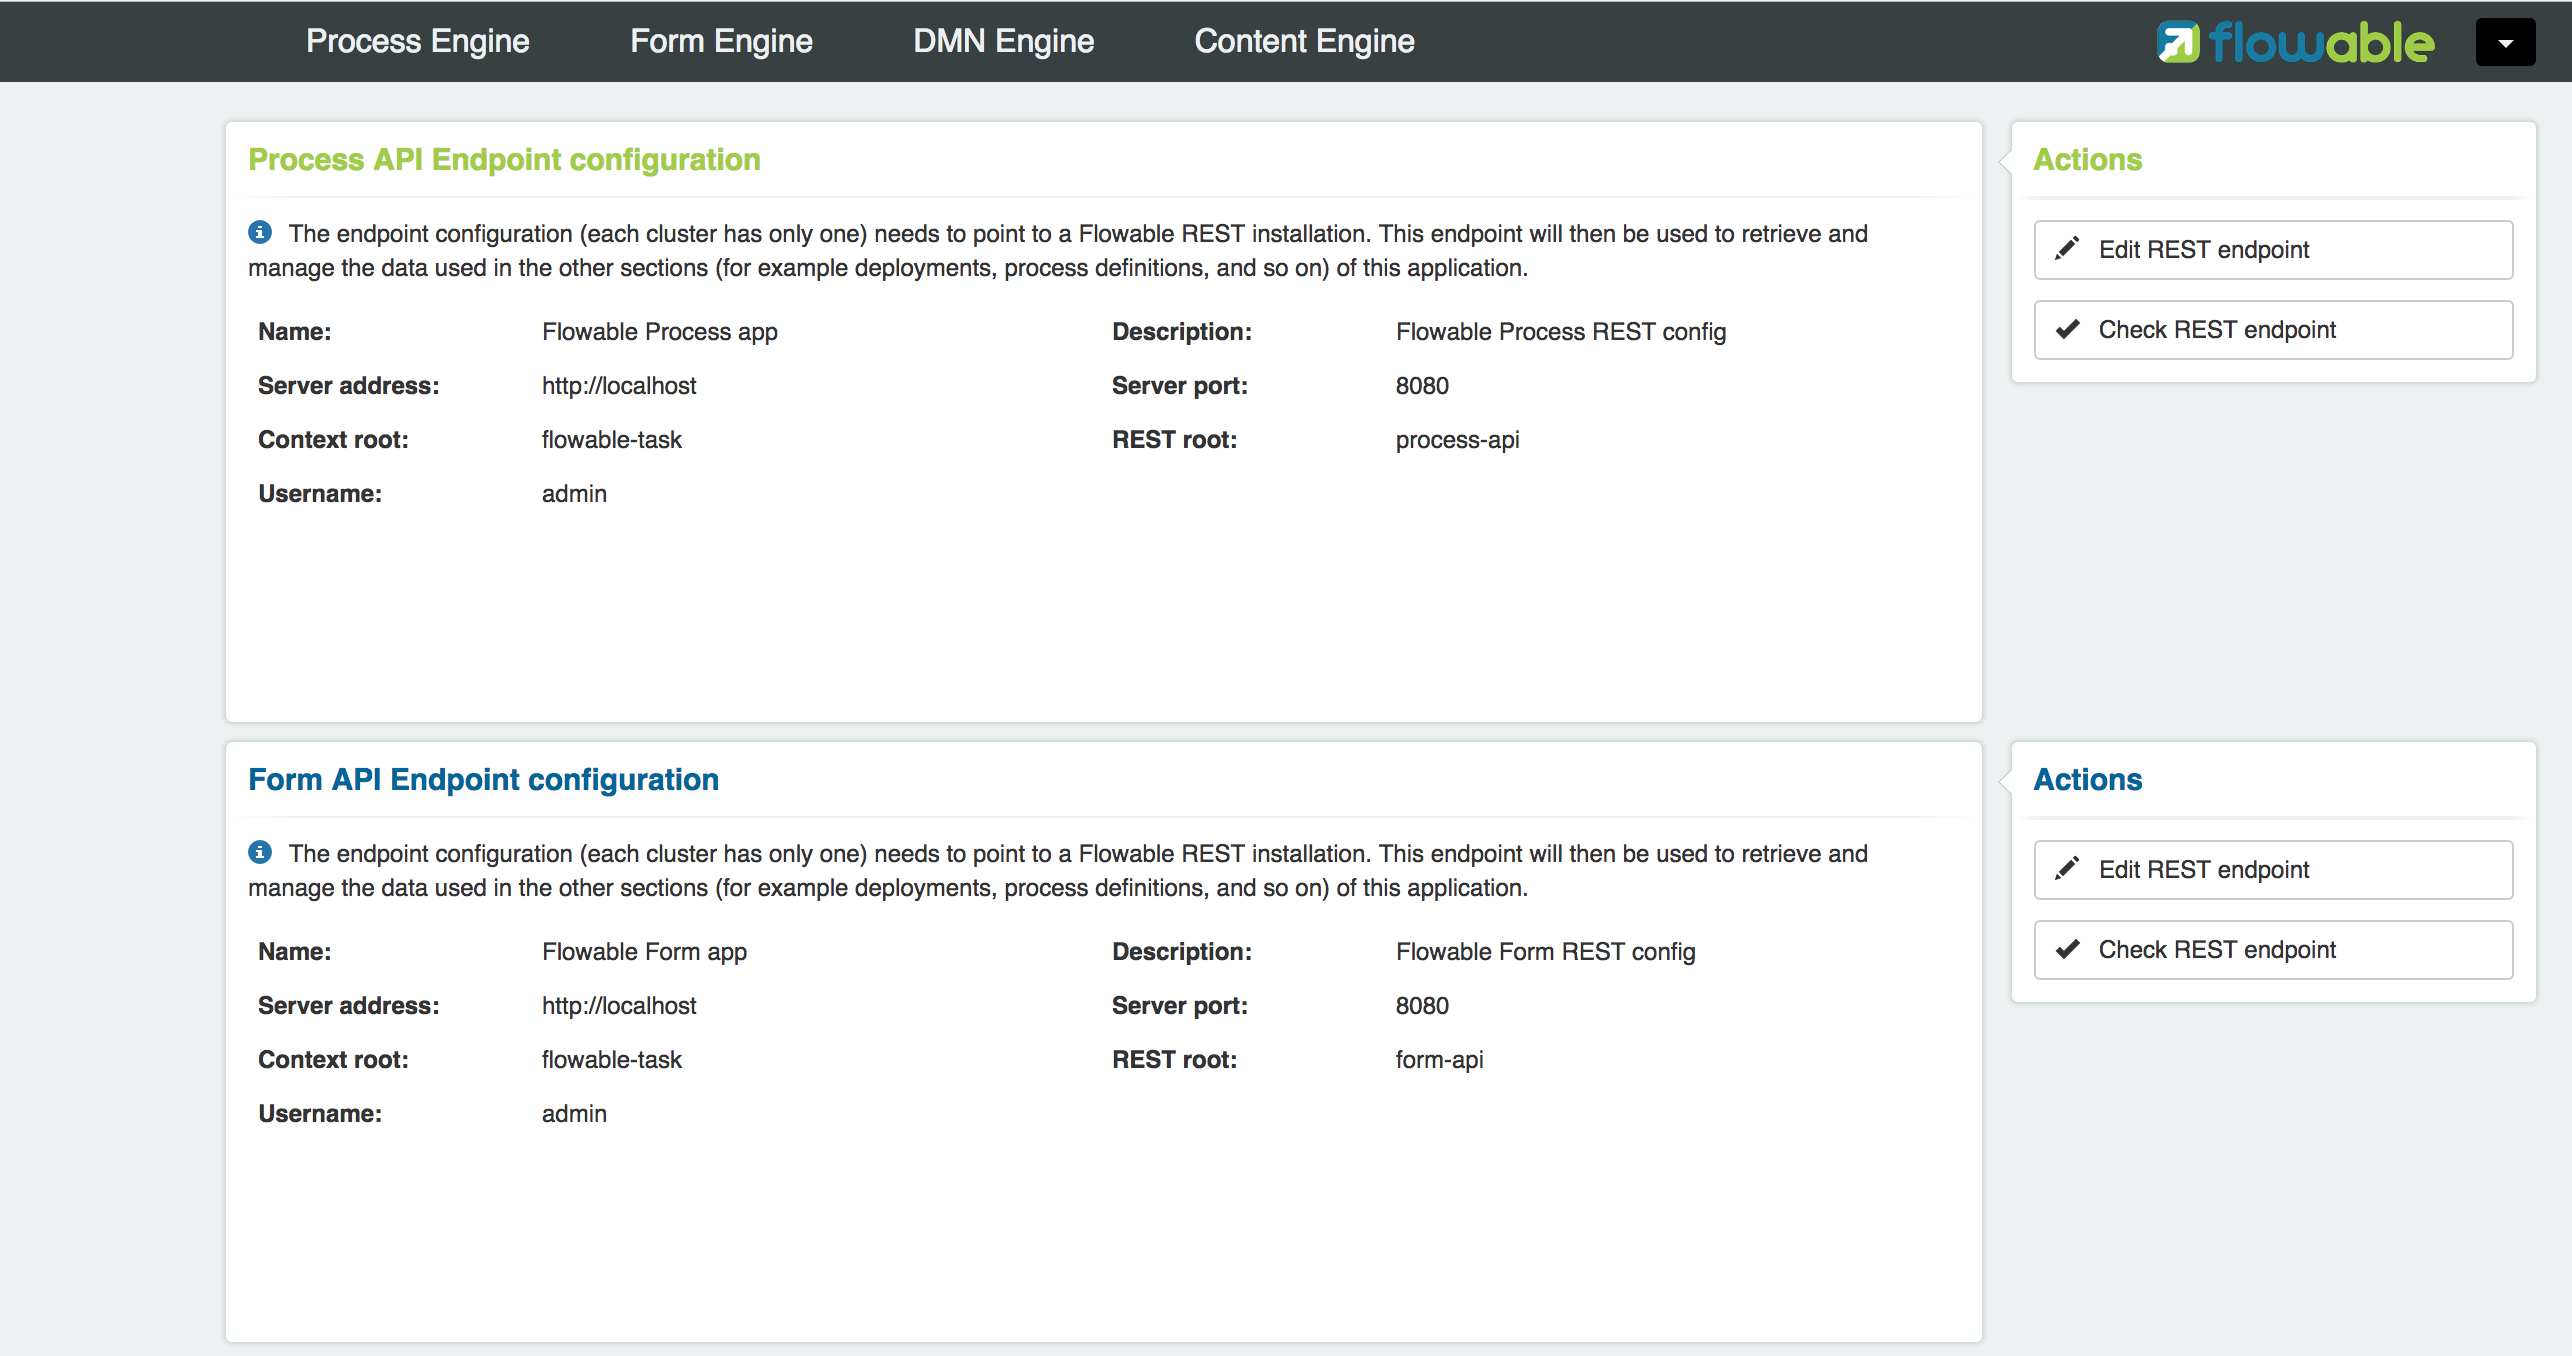 Process Engine Form Engine DMN Engine Content Engine flowable
Process API Endpoint configuration
The endpoint configuration (each cluster has only one) needs to point to a Flowable REST installation. This endpoint will then be used to retrieve and
manage the data used in the other sections (for example deployments, process definitions, and so on) of this application.
Name: Flowable Process app Description: Flowable Process REST config
Server address: http://localhost Server port: 8080
Context root: flowable-task REST root: process-api
Username: admin
Actions
Edit REST endpoint
Check REST endpoint
Form API Endpoint configuration
The endpoint configuration (each cluster has only one) needs to point to a Flowable REST installation. This endpoint will then be used to retrieve and
manage the data used in the other sections (for example deployments, process definitions, and so on) of this application.
Name: Flowable Form app Description: Flowable Form REST config
Server address: http://localhost Server port: 8080
Context root: flowable-task REST root: form-api
Username: admin
Actions
Edit REST endpoint
Check REST endpoint